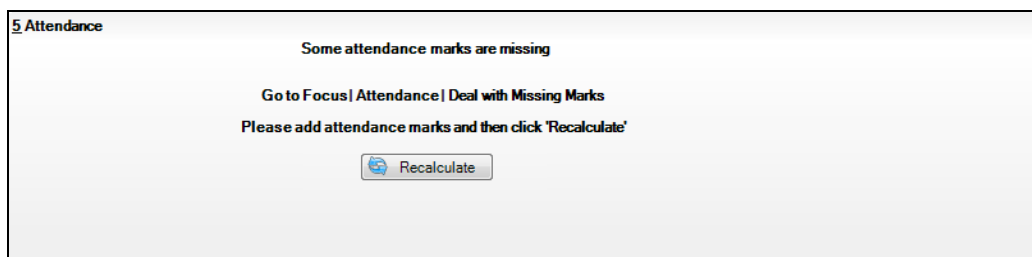 5 Attendance
Some attendance marks are missing
Go to Focus| Attendance| Deal with Missing Marks
Please add attendance marks and then click 'Recalculate'
Recalculate